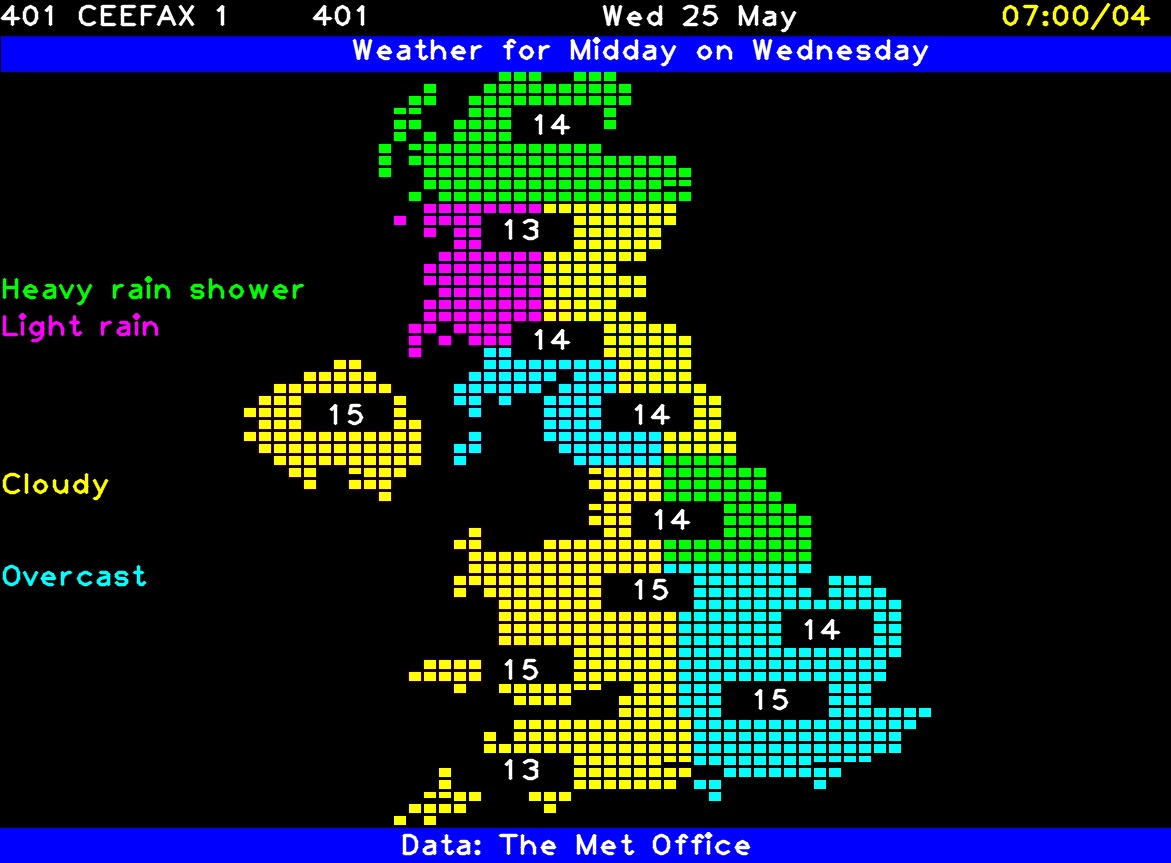 401 CEEFAX 1 401 Wed 25 May 07:00/04
Weather for Midday on Wednesday
14
13
Heavy rain shower
Light rain
14
15
14
Cloudy
14
Overcast
15
14
15
15
13
Data: The Met Office